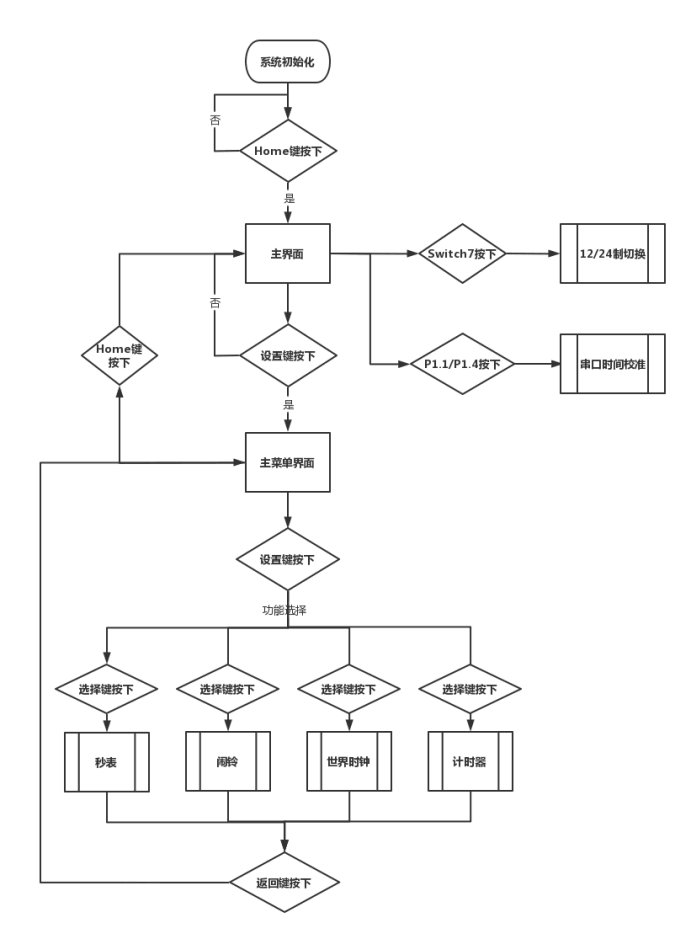 系统初始化
否
Home键按下
是
主界面
Switch7按下
12/24制切换
否
Home键
按下
设置键按下
P1.1/P1.4按下
串口时间校准
是
主菜单界面
设置键按下
功能选择
选择键按下
选择键按下
选择键按下
选择键按下
秒表
闹铃
世界时钟
计时器
返回键按下